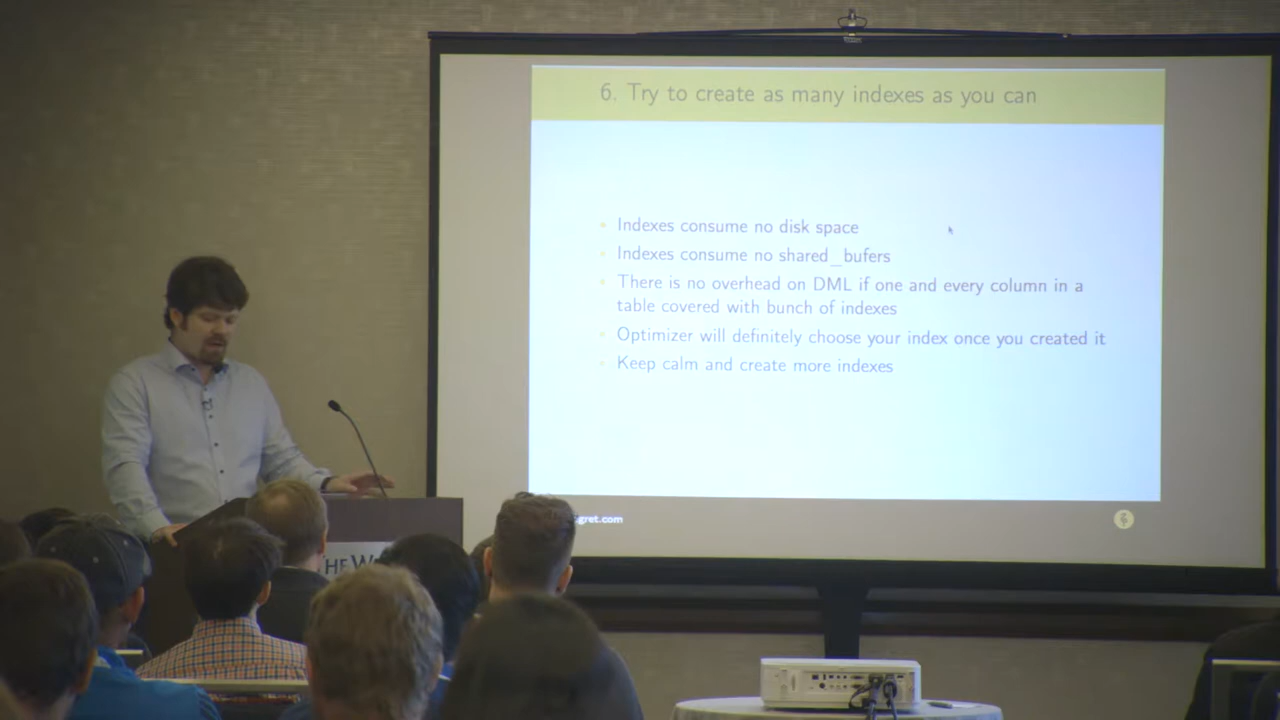 6. Try to create as many indexes as you can
Indexes consume no disk space
Indexes consume no shared_bufers
There is no overhead on DML if one and every column in a
table covered with bunch of indexes
Optimizer will definitely choose your index once you created it
Keep calm and create more indexes
gret.com
HE W